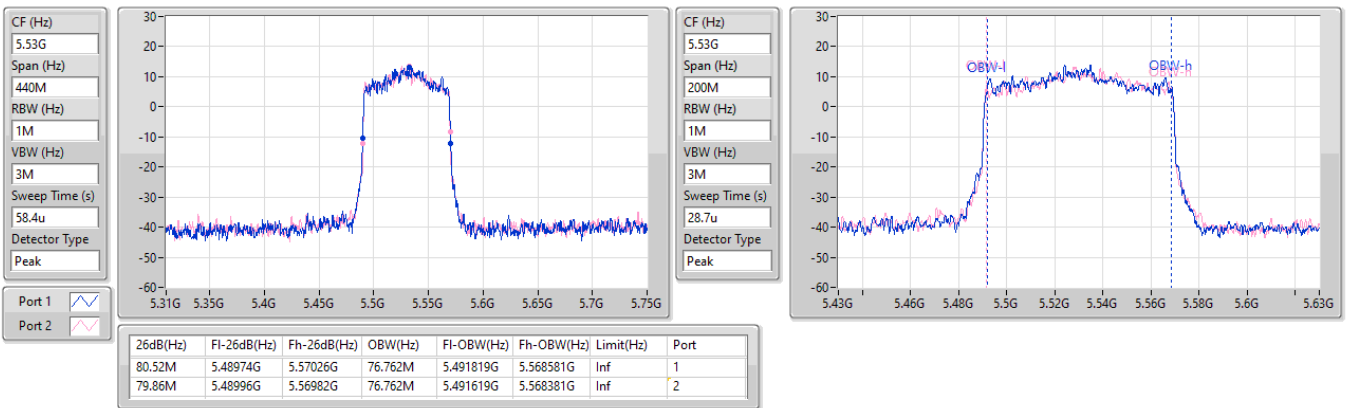 CF (Hz)
5.53G
Span (Hz)
440M
RBW (Hz)
1M
VBW (Hz)
3M
Sweep Time (s)
58.4u
Detector Type
Peak
Port 1
Port 2
30
20
10
0
-10
-20
-30
-40
-50
-60
5.31G 5.35G 5.4G 5.45G 5.5G 5.55G 5.6G 5.65G 5.7G 5.75G
CF (Hz)
5.53G
Span (Hz)
200M
RBW (Hz)
1M
VBW (Hz)
3M
Sweep Time (s)
28.7u
Detector Type
Peak
30
20
10
0
-10
-20
-30
-40
-50
-60
OBW-l OBW-h
5.43G 5.46G 5.48G 5.5G 5.52G 5.54G 5.56G 5.58G 5.6G 5.63G
26dB(Hz) Fl-26dB(Hz) Fh-26dB(Hz) OBW(Hz) Fl-OBW(Hz) Fh-OBW(Hz) Limit(Hz) Port
80.52M 5.48974G 5.57026G 76.762M 5.491819G 5.568581G Inf 1
79.86M 5.48996G 5.56982G 76.762M 5.491619G 5.568381G Inf 2